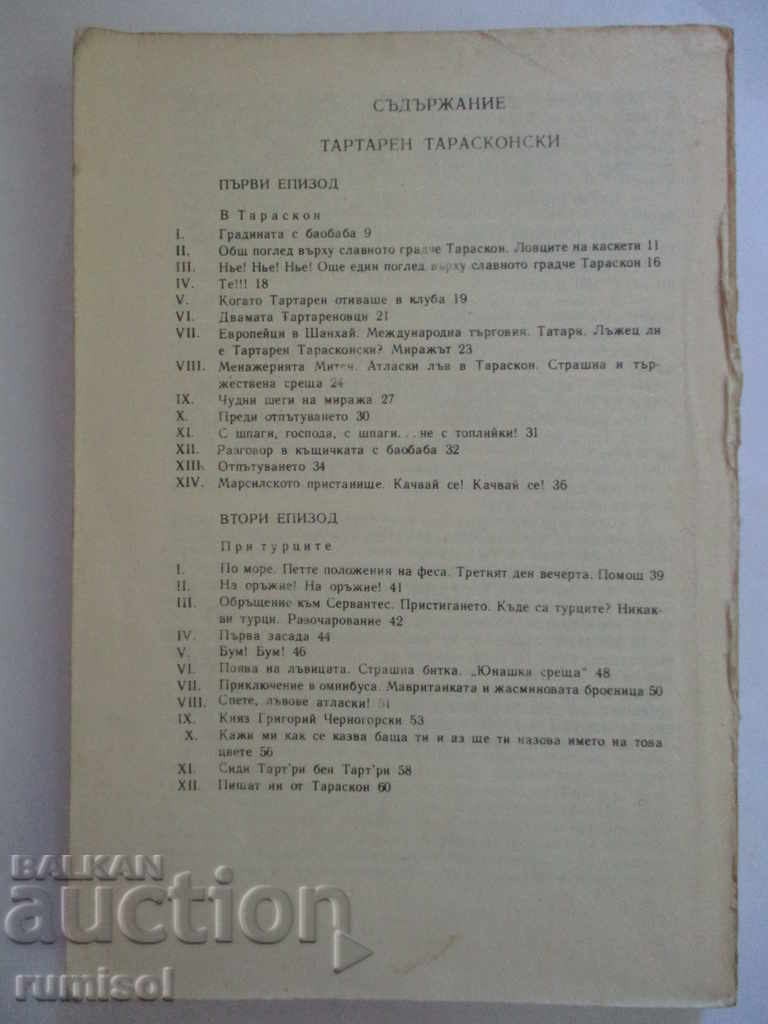 СЪДЪРЖАНИЕ
ТАРТАРЕН ТАРАСКОНСКИ
ПЪРВИ ЕПИЗОД
В Тараскон
I. Градината с баобаба 9
II. Общ поглед върху славното градче Тараскон. Ловците на каскети 11
III. Нье! Нье! Нье! Още един поглед върху славното градче Тараскон 16
IV. Те!!! 18
V. Когато Тартарен отиваше в клуба 19
VI. Двамата Тартареновци 21
VII. Европейци в Шанхай. Международна търговия. Татари. Лъжец ли
е Тартарен Тарасконски? Миражът 23
VIII. Менажерията Митен. Атласки лъв в Тараскон. Страшна и тър-
жествена среща 24
IX. Чудни шеги на миража 27
X. Преди отпътуването 30
XI. С шпаги, господа, с шпаги... не с топлийки! 31
XII. Разговор в къщичката с баобаба 32
XIII. Отпътуването 34
XIV. Марсилското пристанище. Качвай се! Качвай се! 36
ВТОРИ ЕПИЗОД
При турците
I. По море. Петте положения на феса. Третият ден вечерта. Помощ 39
II. На оръжие! На оръжие! 41
III. Обръщение към Сервантес. Пристигането. Къде са турците? Никак-
ви турци. Разочарование 42
IV. Първа засада 44
V. Бум! Бум! 46
VI. Поява на лъвицата. Страшна битка. „Юнашка среща“ 48
VII. Приключение в омнибуса. Мавританката и жасминовата броеница 50
VIII. Спете, лъвове атласки! 51
IX. Княз Григорий Черногорски 53
X. Кажи ми как се казва баща ти и аз ще ти назова името на това
цвете 56
XI. Сиди Тарт'ри бен Тарт'ри 58
XII. Пишат ни от Тараскон 60
BALKAN
auction
rumisol